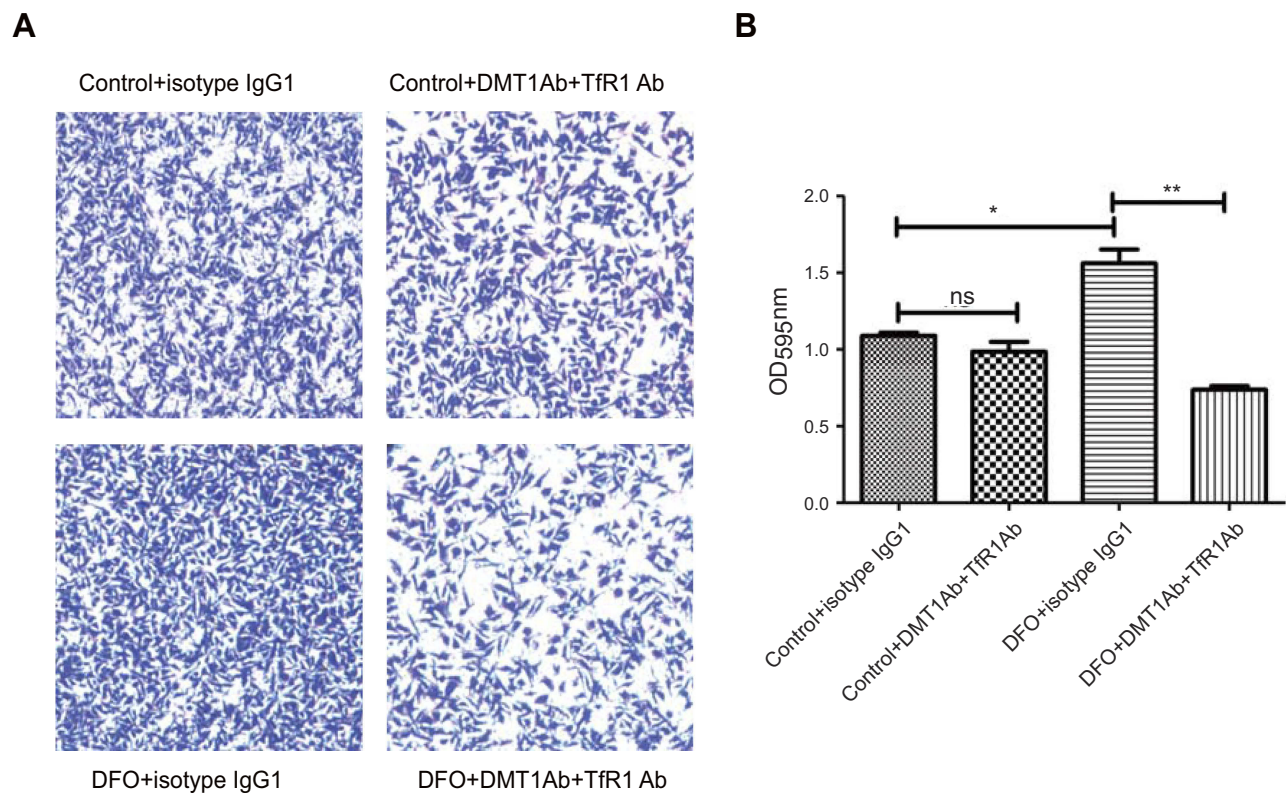 A
B
Control+isotype IgG1
Control+DMT1Ab+TfR1 Ab
DFO+isotype IgG1
DFO+DMT1Ab+TfR1 Ab
OD595nm
2.0
1.5
1.0
0.5
0.0
*
**
ns
Control+isotype IgG1
Control+DMT1Ab+TfR1Ab
DFO+isotype IgG1
DFO+DMT1Ab+TfR1Ab